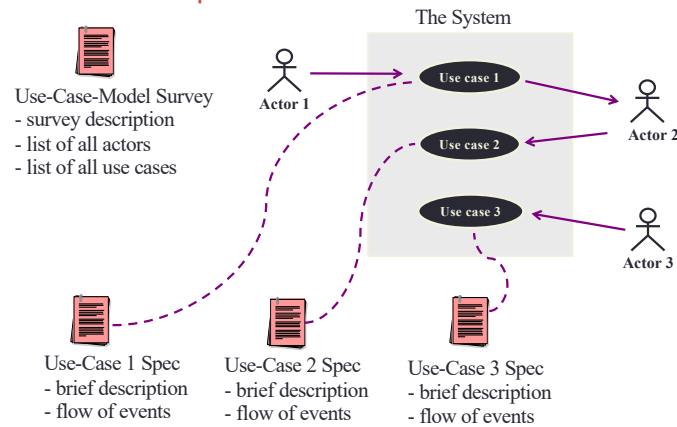 The System
Use-Case-Model Survey
- survey description
- list of all actors
- list of all use cases
Actor 1
Use case 1
Actor 2
Use case 2
Use case 3
Actor 3
Use-Case 1 Spec
- brief description
- flow of events
Use-Case 2 Spec
- brief description
- flow of events
Use-Case 3 Spec
- brief description
- flow of events